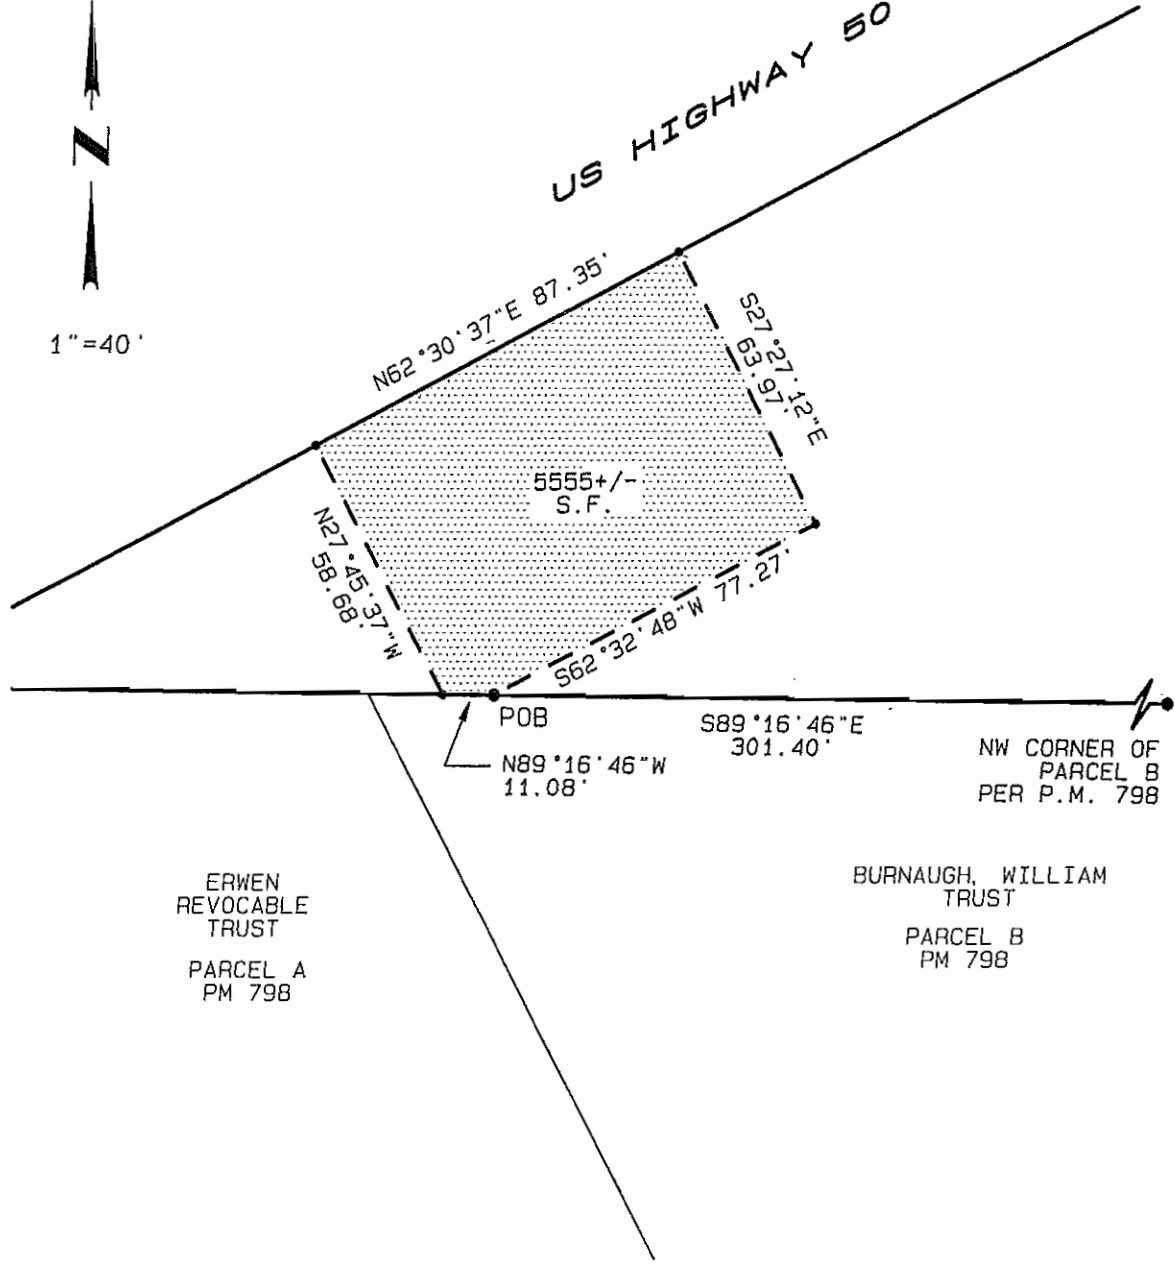 US HIGHWAY 50
N
1"=40'
N62°30'37"E 87.35'
S27°27'12"E
63.97'
5555+/-
S.F.
N27°45'37"W
58.68'
S62°32'48"W 77.27'
POB
S89°16'46"E
301.40'
N89°16'46"W
11.08'
NW CORNER OF
PARCEL B
PER P.M. 798
ERWEN
REVOCABLE
TRUST
PARCEL A
PM 798
BURNAUGH, WILLIAM
TRUST
PARCEL B
PM 798